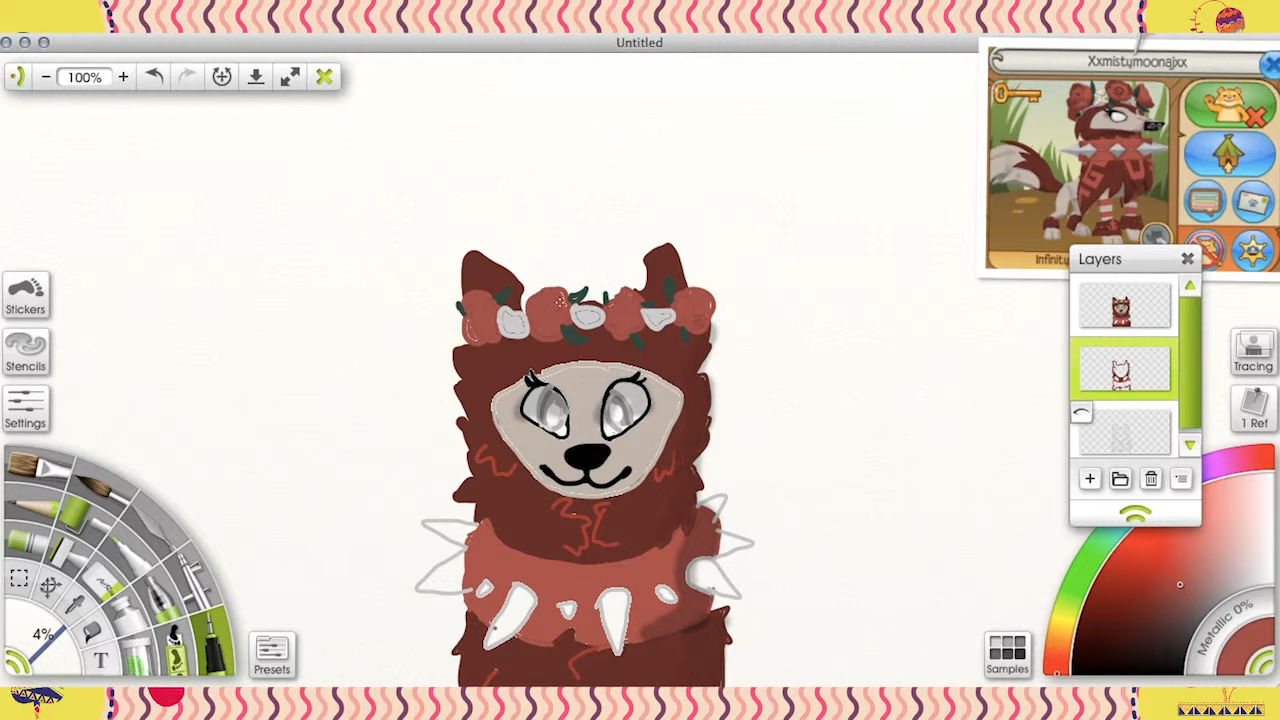 Untitled
100%
Xxmistymoonajxx
Infinity
Layers
Stickers
Stencils
Settings
Tracing
1 Ref
4%
T
Presets
Samples
Metallic 0%